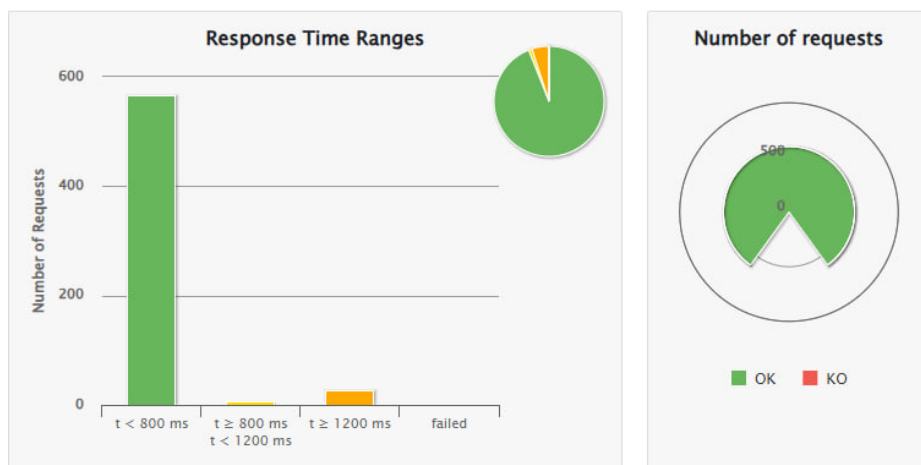 Response Time Ranges
Number of Requests
600
400
200
0
t < 800 ms
t ≥ 800 ms
t < 1200 ms
t ≥ 1200 ms
failed
Number of requests
500
0
OK
KO